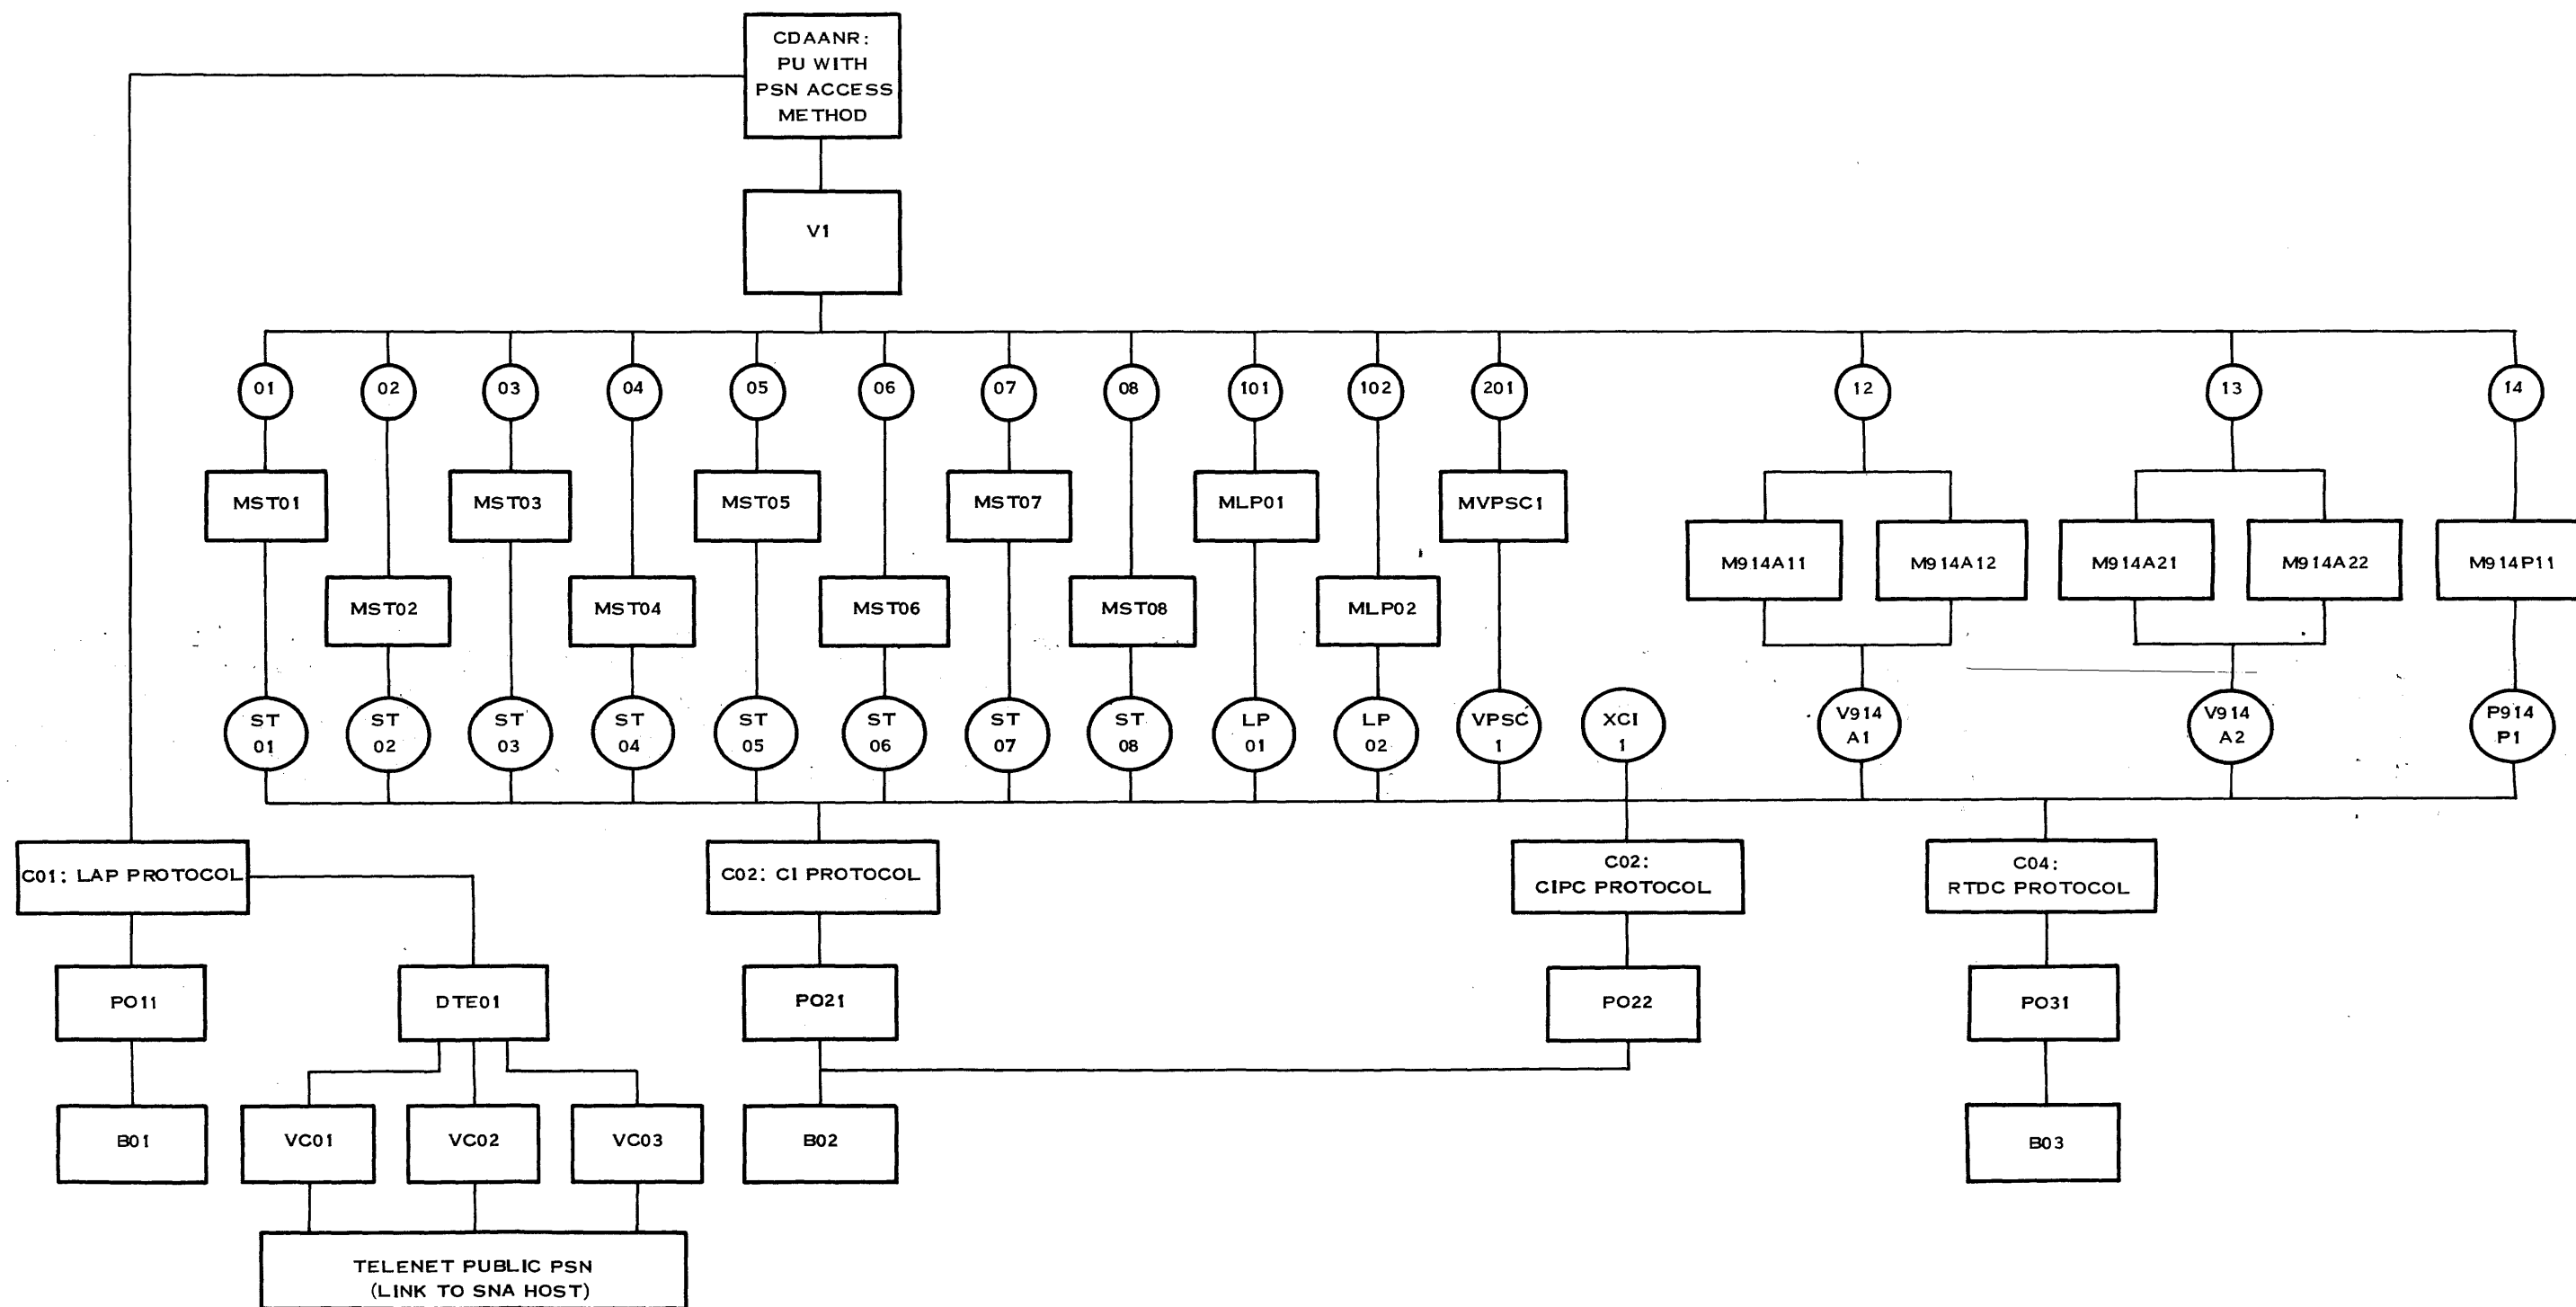 CDAANR:
PU WITH
PSN ACCESS
METHOD
V1
01 02 03 04 05 06 07 08 101 102 201 12 13 14
MST01 MST03 MST05 MST07 MLP01 MVPSC1
M914A11 M914A12 M914A21 M914A22 M914P11
MST02 MST04 MST06 MST08 MLP02
ST ST ST ST ST ST ST ST LP LP VPSC XCI V914 V914 P914
01 02 03 04 05 06 07 08 01 02 1 1 A1 A2 P1
C01: LAP PROTOCOL
C02: CI PROTOCOL
C02:
CIPC PROTOCOL
C04:
RTDC PROTOCOL
PO11 DTE01 PO21 PO22 PO31
B01 VC01 VC02 VC03 B02 B03
TELENET PUBLIC PSN
(LINK TO SNA HOST)